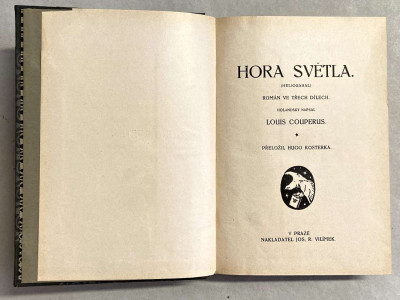 HORA SVĚTLA.
(HELIOGABAL)
ROMÁN VE TŘECH DÍLECH.
HOLANDSKY NAPSAL
LOUIS COUPERUS.
PŘELOŽIL HUGO KOSTERKA.
V PRAZE
NAKLADATEL JOS. R. VILÍMEK.